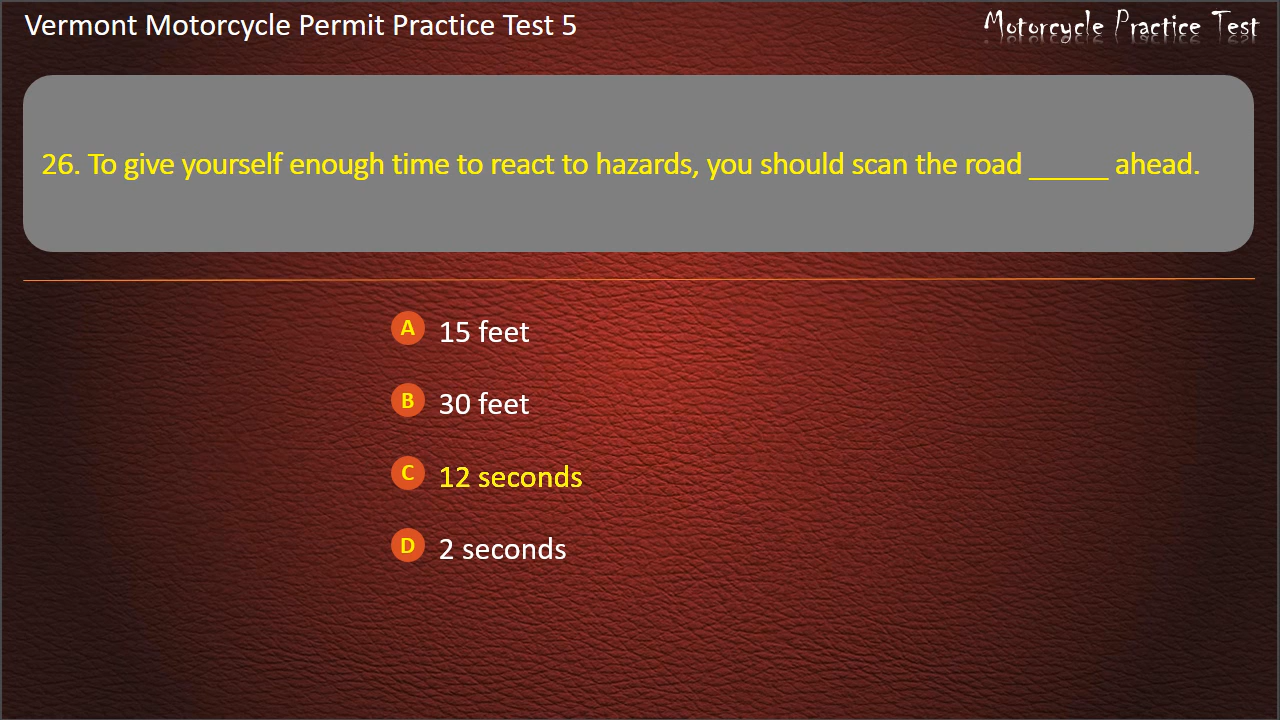 Vermont Motorcycle Permit Practice Test 5
Motorcycle Practice Test
26. To give yourself enough time to react to hazards, you should scan the road _____ ahead.
A 15 feet
B 30 feet
C 12 seconds
D 2 seconds